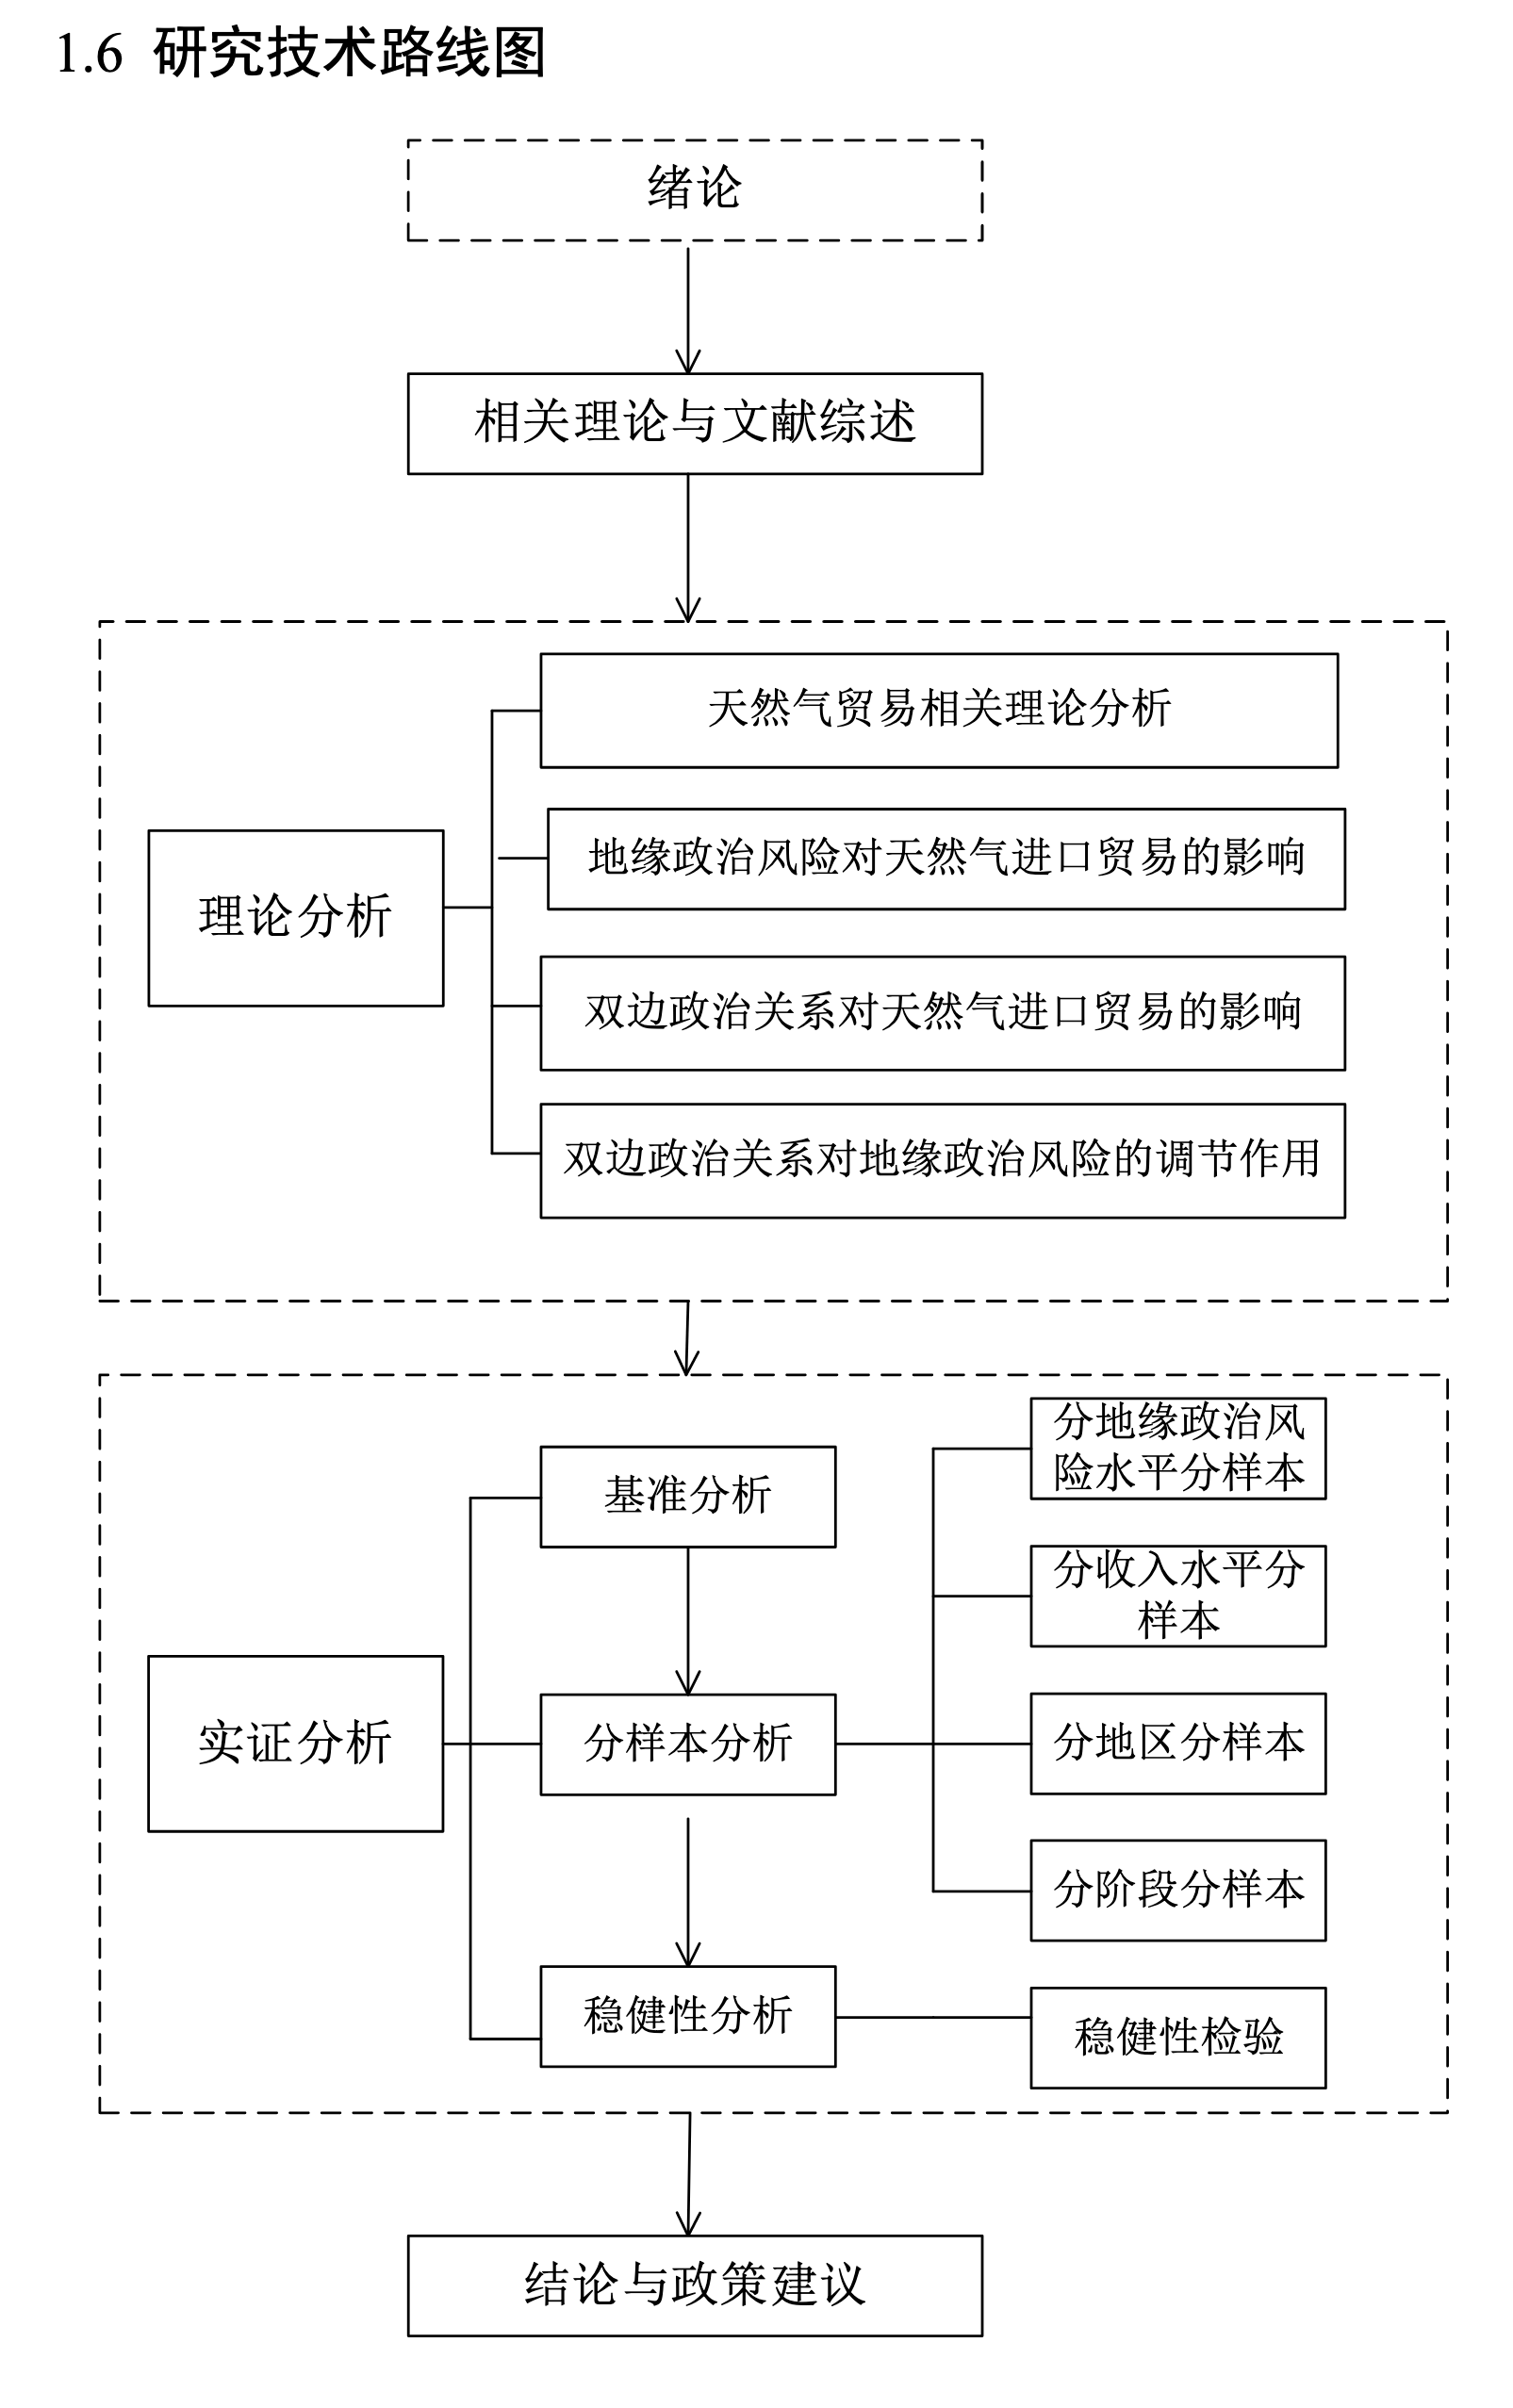 1.6 研究技术路线图
绪论
相关理论与文献综述
天然气贸易相关理论分析
地缘政治风险对天然气进口贸易的影响
理论分析
双边政治关系对天然气进口贸易的影响
双边政治关系对地缘政治风险的调节作用
分地缘政治风
险水平分样本
基准分析
分收入水平分
样本
实证分析
分样本分析
分地区分样本
分阶段分样本
稳健性分析
稳健性检验
结论与政策建议